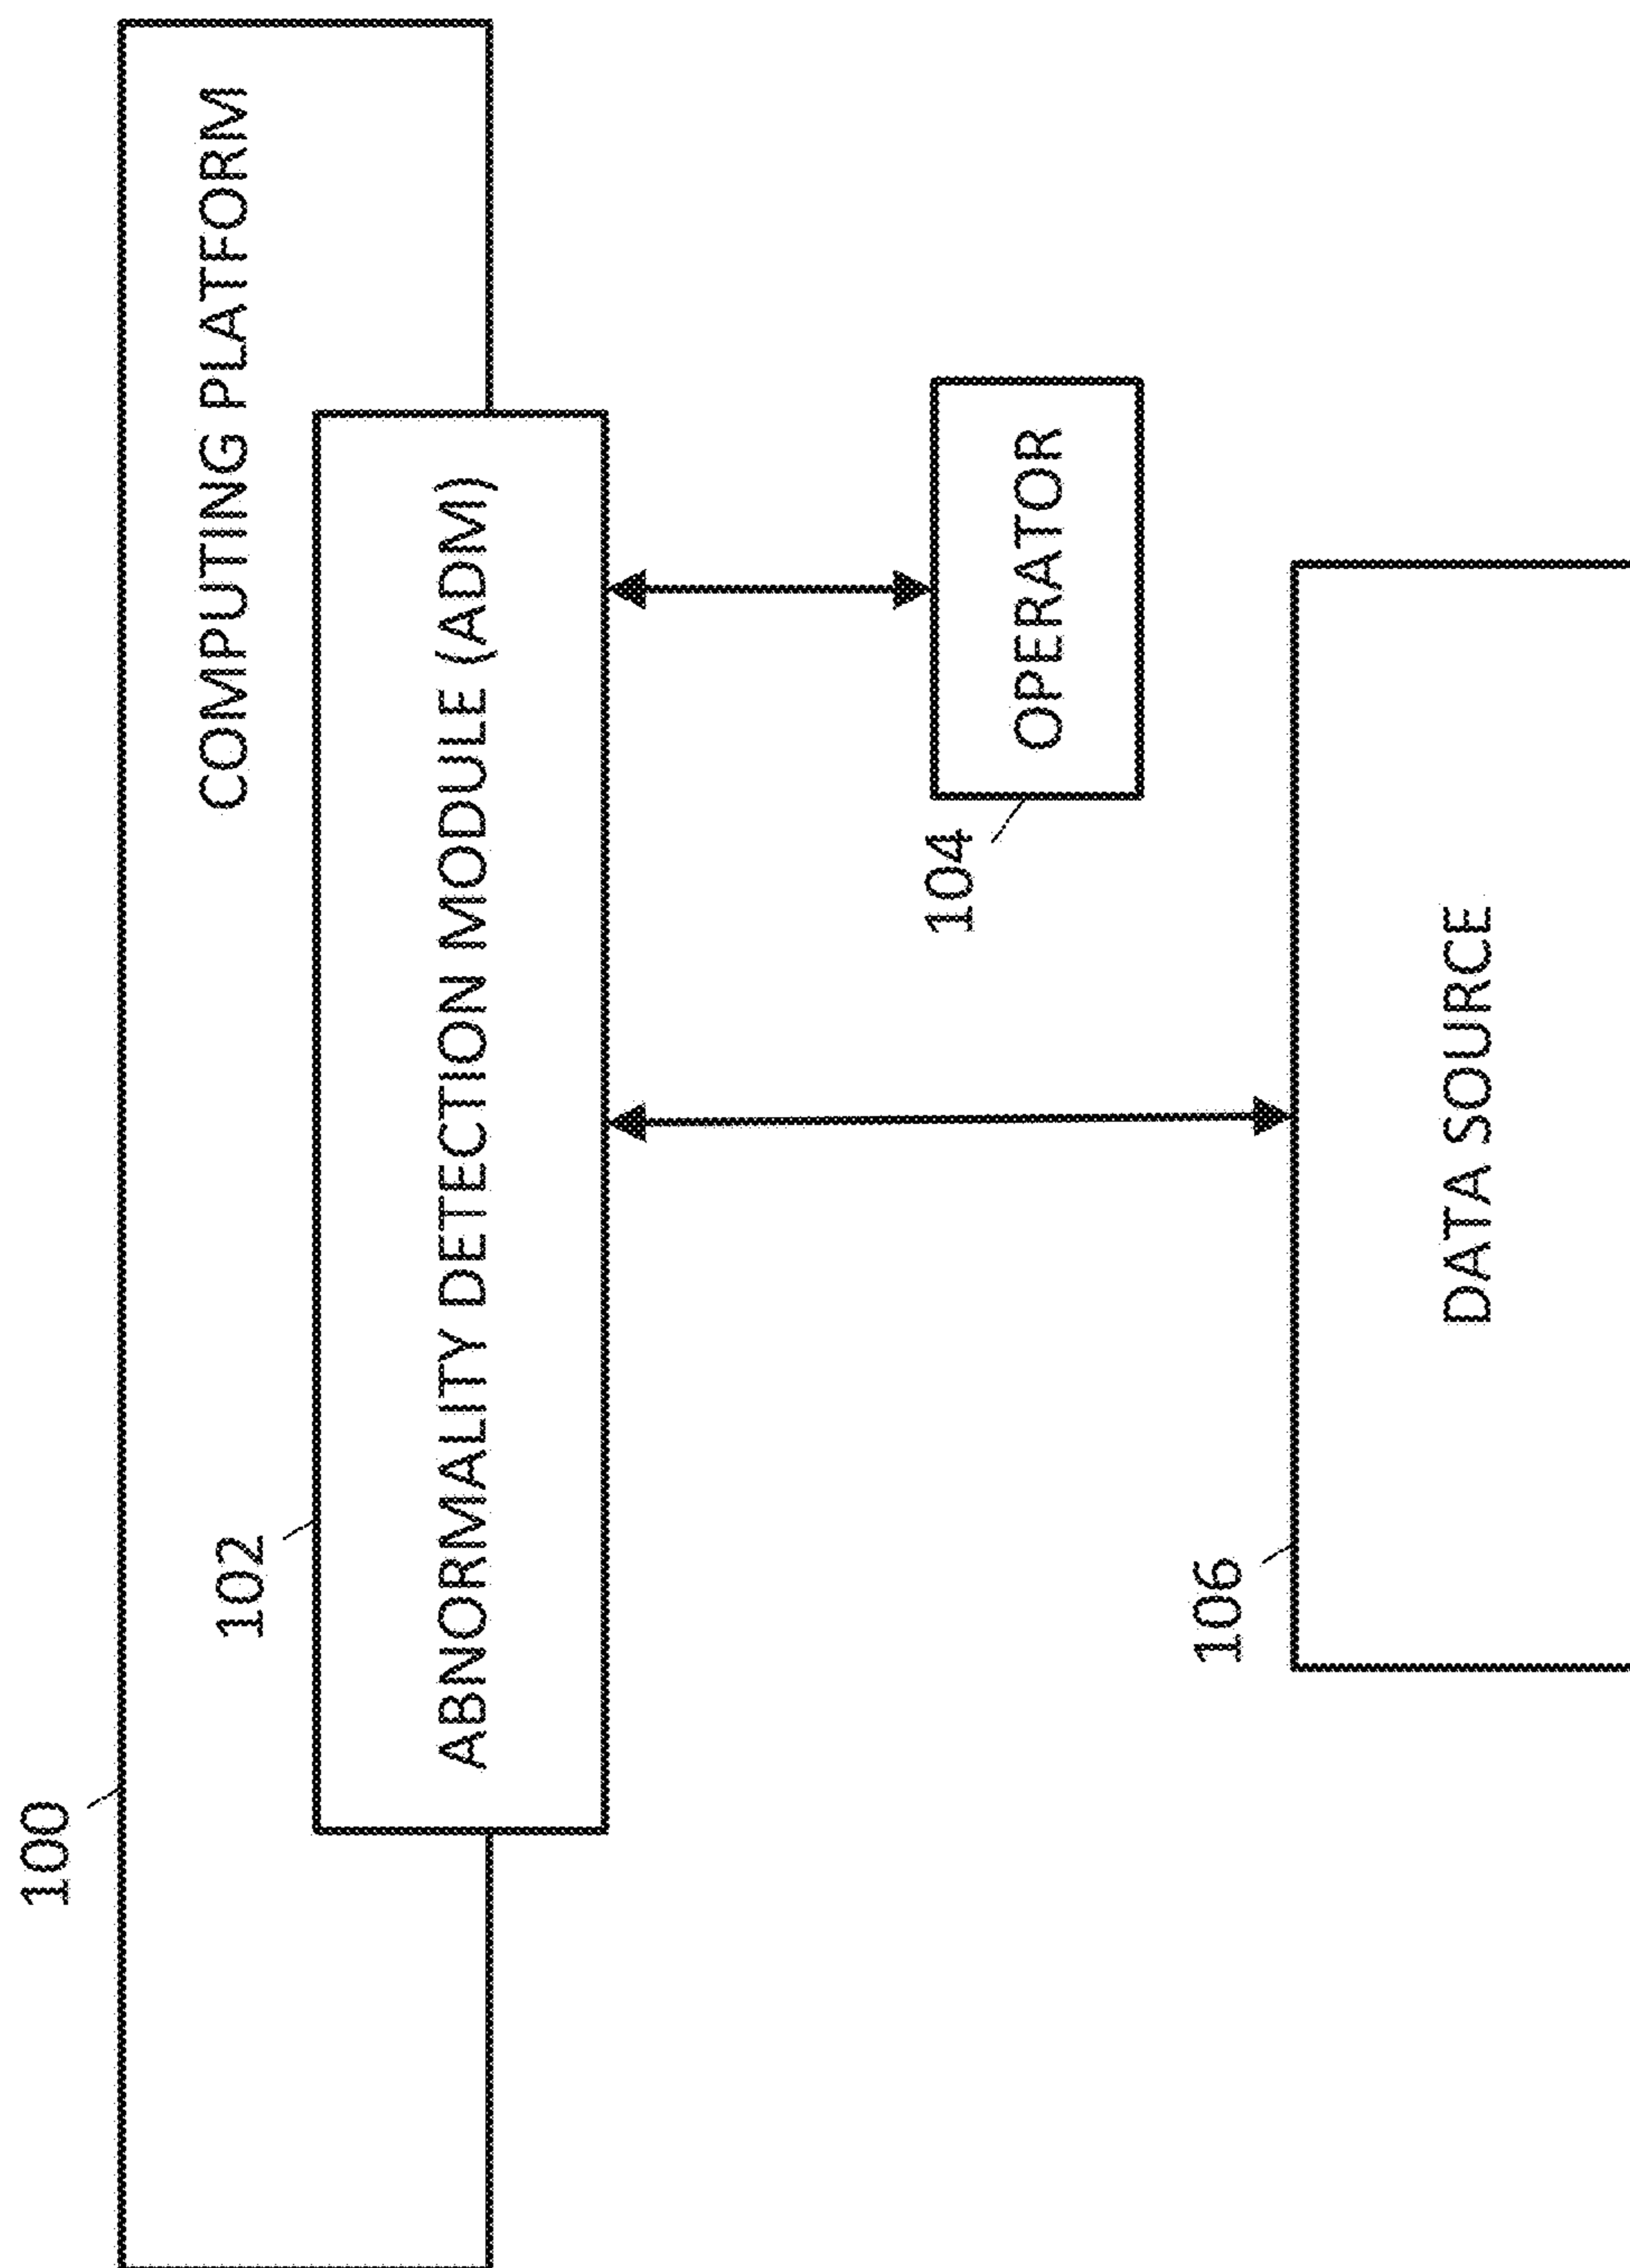 100
COMPUTING PLATFORM
102
ABNORMALITY DETECTION MODULE (ADM)
104
OPERATOR
106
DATA SOURCE